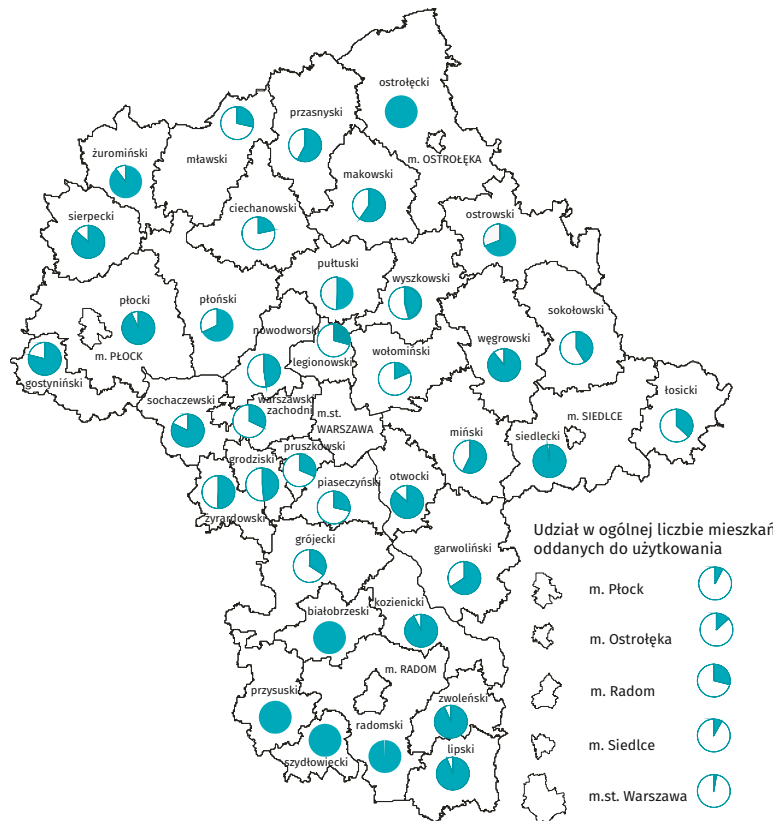 ostrołęcki
przasnyski
żuromiński
mławski
m. OSTROŁĘKA
makowski
ciechanowski
sierpecki
ostrowski
pułtuski
wyszkowski
płocki
płoński
sokołowski
nowodworski
węgrowski
m. PŁOCK
legionowski
wołomiński
gostyniński
łosicki
sochaczewski
warszawski
zachodni
m.st.
WARSZAWA
m. SIEDLCE
miński
siedlecki
pruszkowski
grodziski
piaseczyński
otwocki
żyrardowski
grójecki
garwoliński
białobrzeski
kozienicki
m. RADOM
przysuski
zwoleński
radomski
lipski
szydłowiecki
Udział w ogólnej liczbie mieszkań
oddanych do użytkowania
m. Płock
m. Ostrołęka
m. Radom
m. Siedlce
m.st. Warszawa